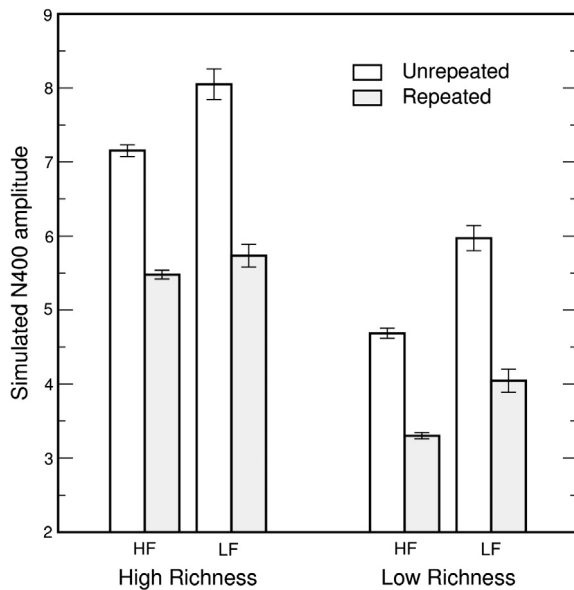 9
8
7
6
5
4
3
2
Simulated N400 amplitude
Unrepeated
Repeated
HF LF HF LF
High Richness Low Richness